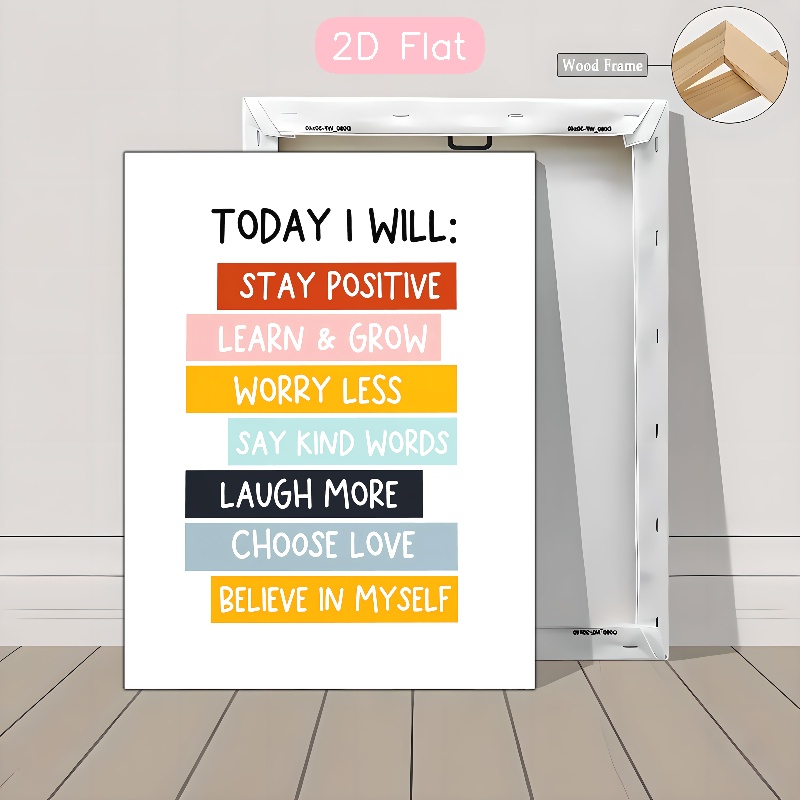 2D Flat
Wood Frame
TODAY I WILL:
STAY POSITIVE
LEARN & GROW
WORRY LESS
SAY KIND WORDS
LAUGH MORE
CHOOSE LOVE
BELIEVE IN MYSELF